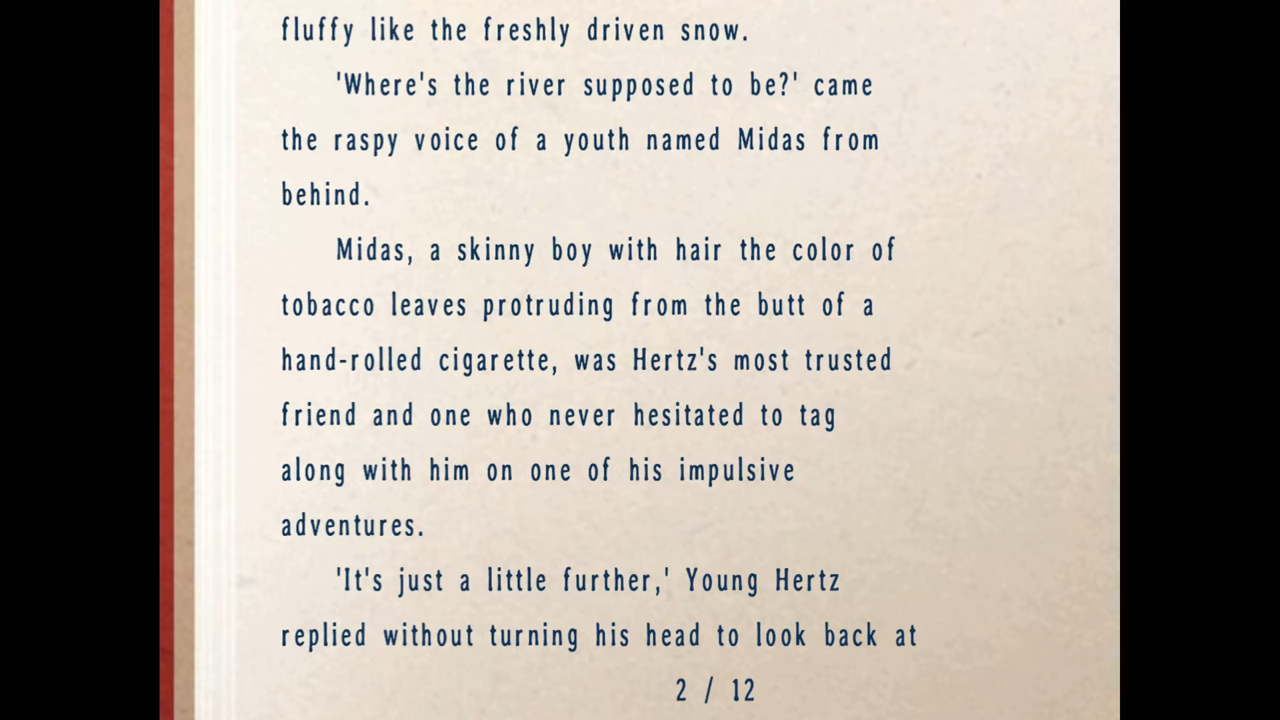 fluffy like the freshly driven snow.
'Where's the river supposed to be?' came
the raspy voice of a youth named Midas from
behind.
Midas, a skinny boy with hair the color of
tobacco leaves protruding from the butt of a
hand-rolled cigarette, was Hertz's most trusted
friend and one who never hesitated to tag
along with him on one of his impulsive
adventures.
'It's just a little further,' Young Hertz
replied without turning his head to look back at
2 / 12